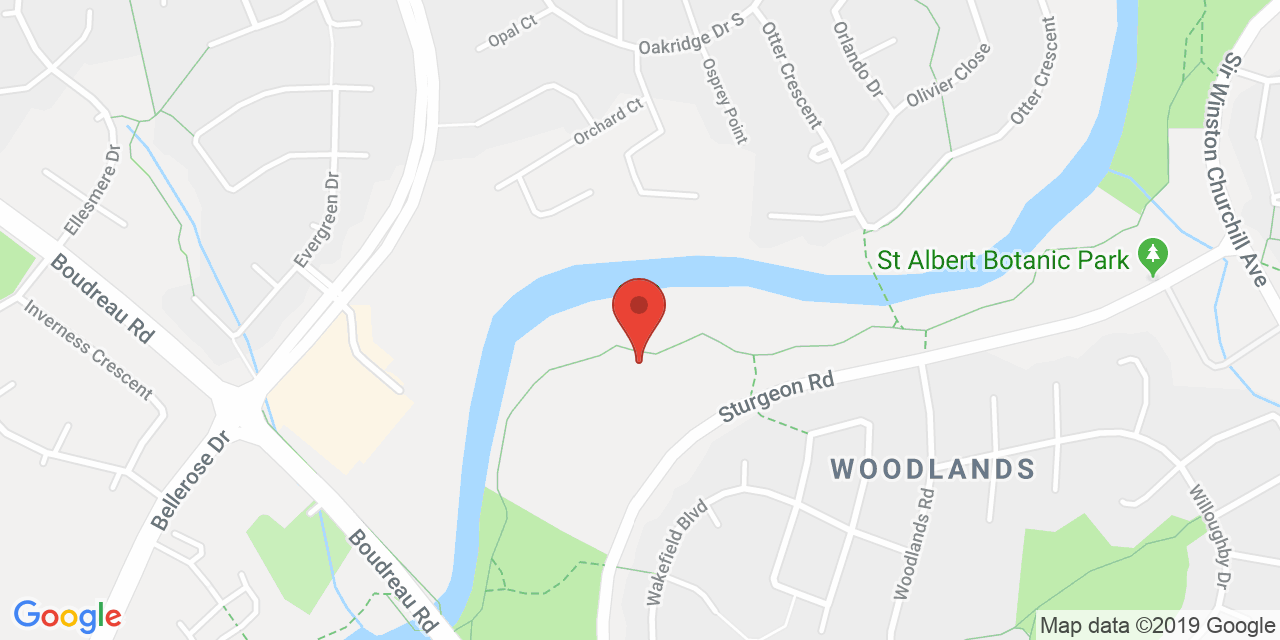 Opal Ct
Oakridge Dr S
Orlando Dr
Olivier Close
Otter Crescent
Otter Crescent
Osprey Point
Orchard Ct
Sir Winston Churchill Ave
Ellesmere Dr
Evergreen Dr
St Albert Botanic Park
Boudreau Rd
Inverness Crescent
Sturgeon Rd
Bellerose Dr
WOODLANDS
Wakefield Blvd
Woodlands Rd
Willoughby Dr
Boudreau Rd
Google
Map data ©2019 Google